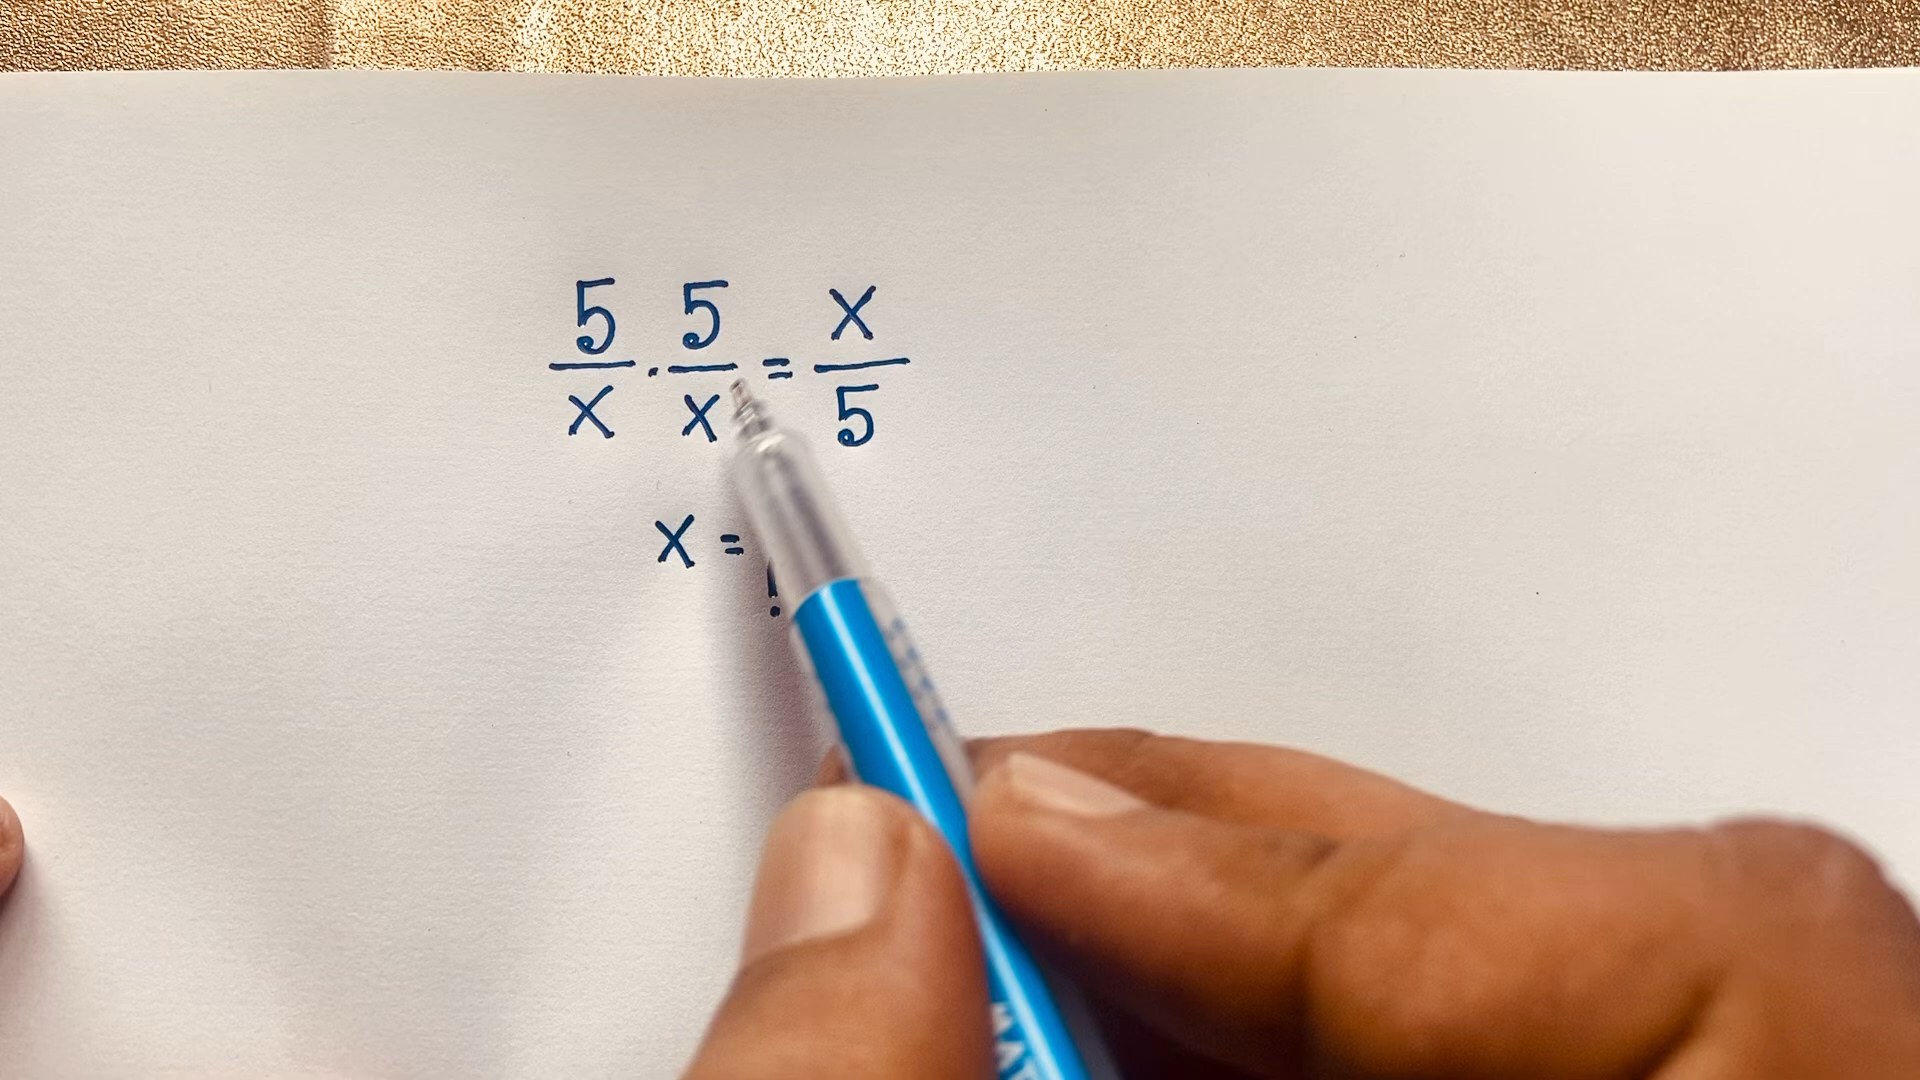 5/x . 5/x = x/5
x =